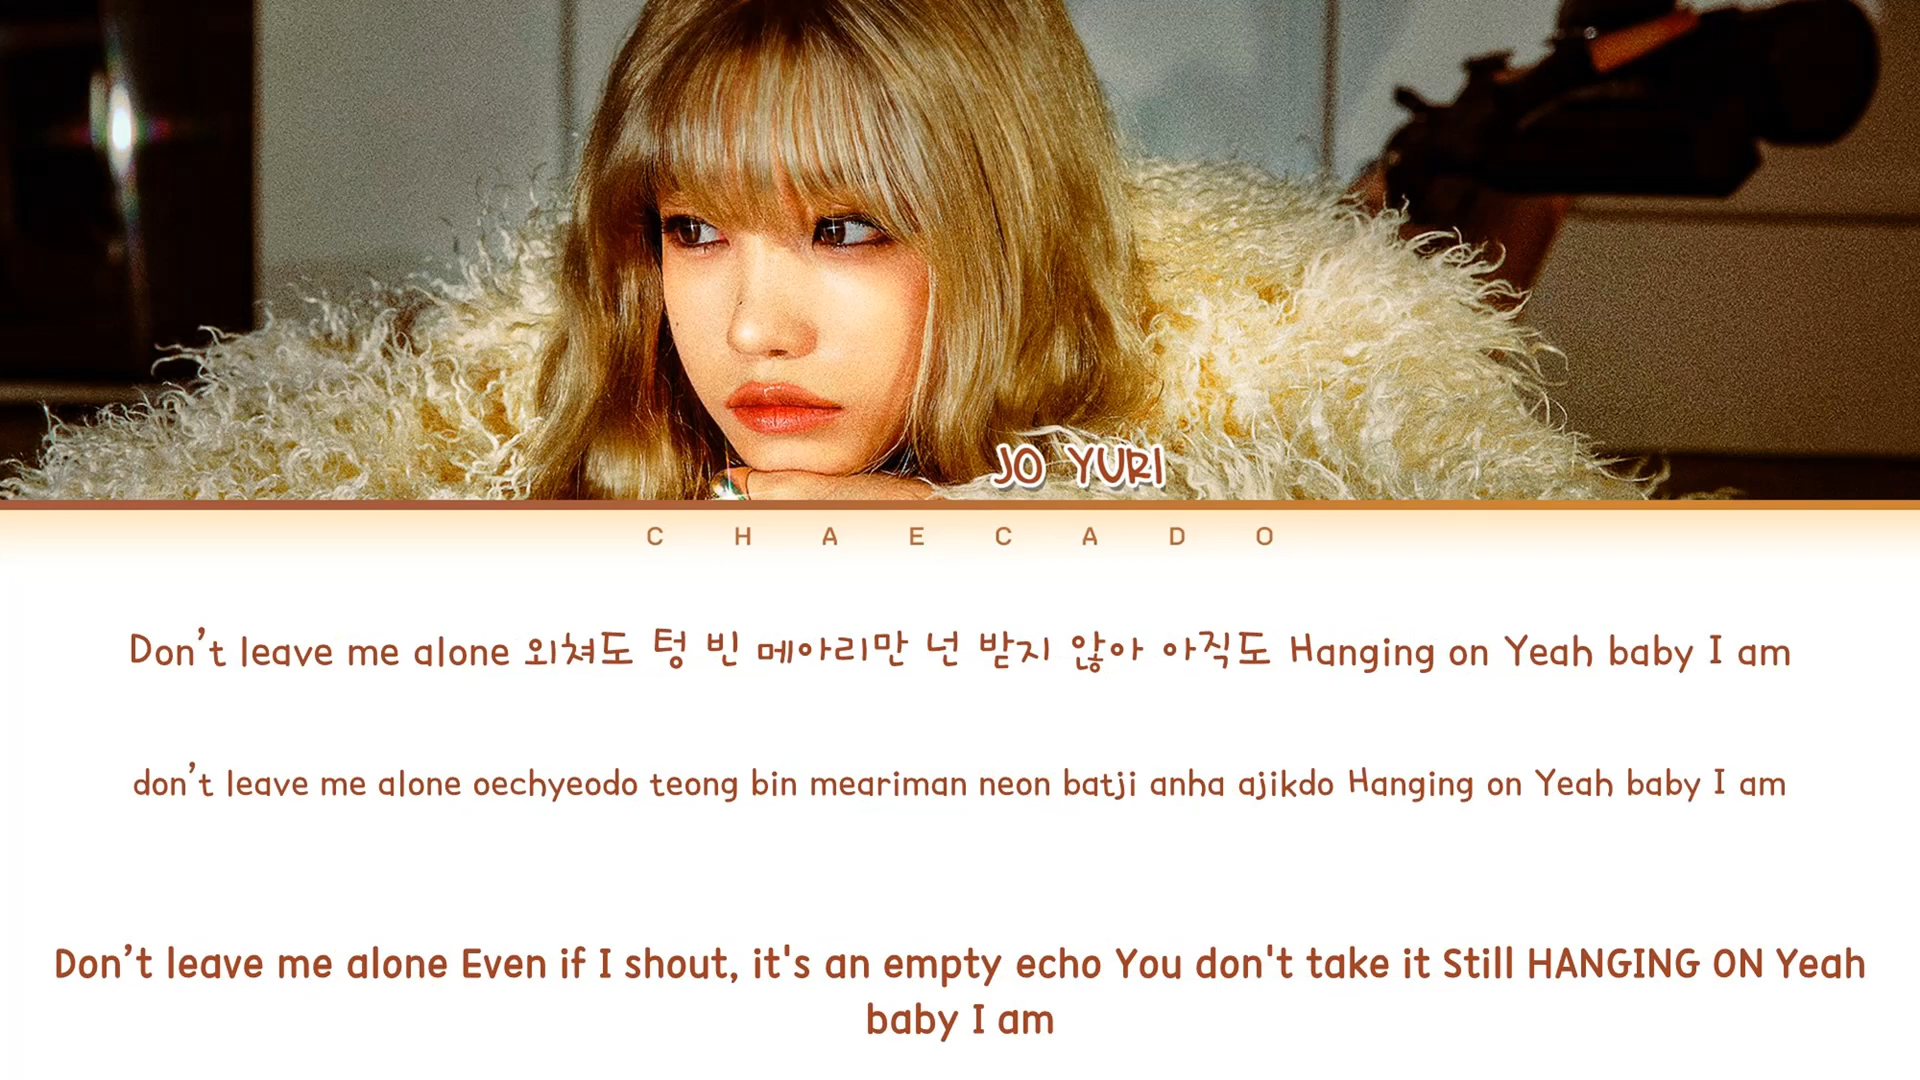 JO YURI
CHAECADO
Don’t leave me alone 외쳐도 텅 빈 메아리만 넌 받지 않아 아직도 Hanging on Yeah baby I am
don’t leave me alone oechyeodo teong bin meariman neon batji anha ajikdo Hanging on Yeah baby I am
Don’t leave me alone Even if I shout, it's an empty echo You don't take it Still HANGING ON Yeah
baby I am